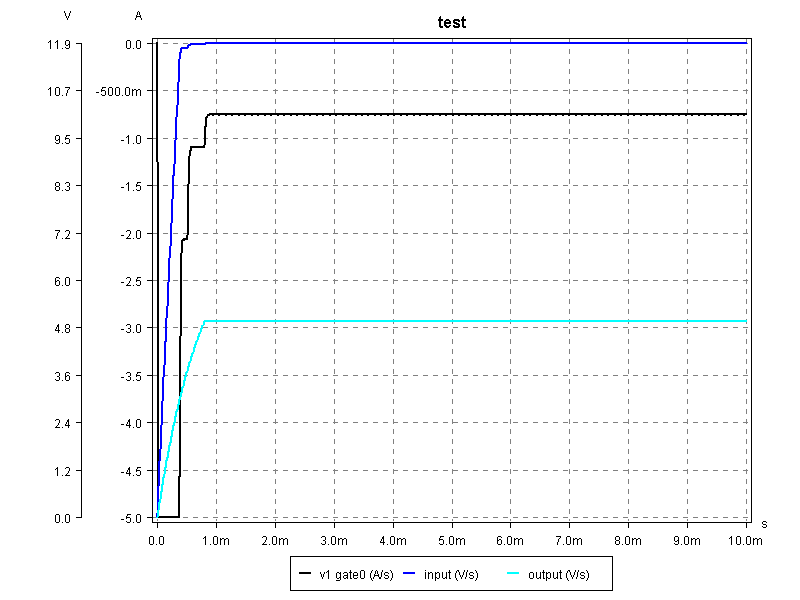 test
V A
11.9 0.0
10.7 -500.0m
9.5 -1.0
8.3 -1.5
7.2 -2.0
6.0 -2.5
4.8 -3.0
3.6 -3.5
2.4 -4.0
1.2 -4.5
0.0 -5.0
s
0.0 1.0m 2.0m 3.0m 4.0m 5.0m 6.0m 7.0m 8.0m 9.0m 10.0m
v1 gate0 (A/s) input (V/s) output (V/s)